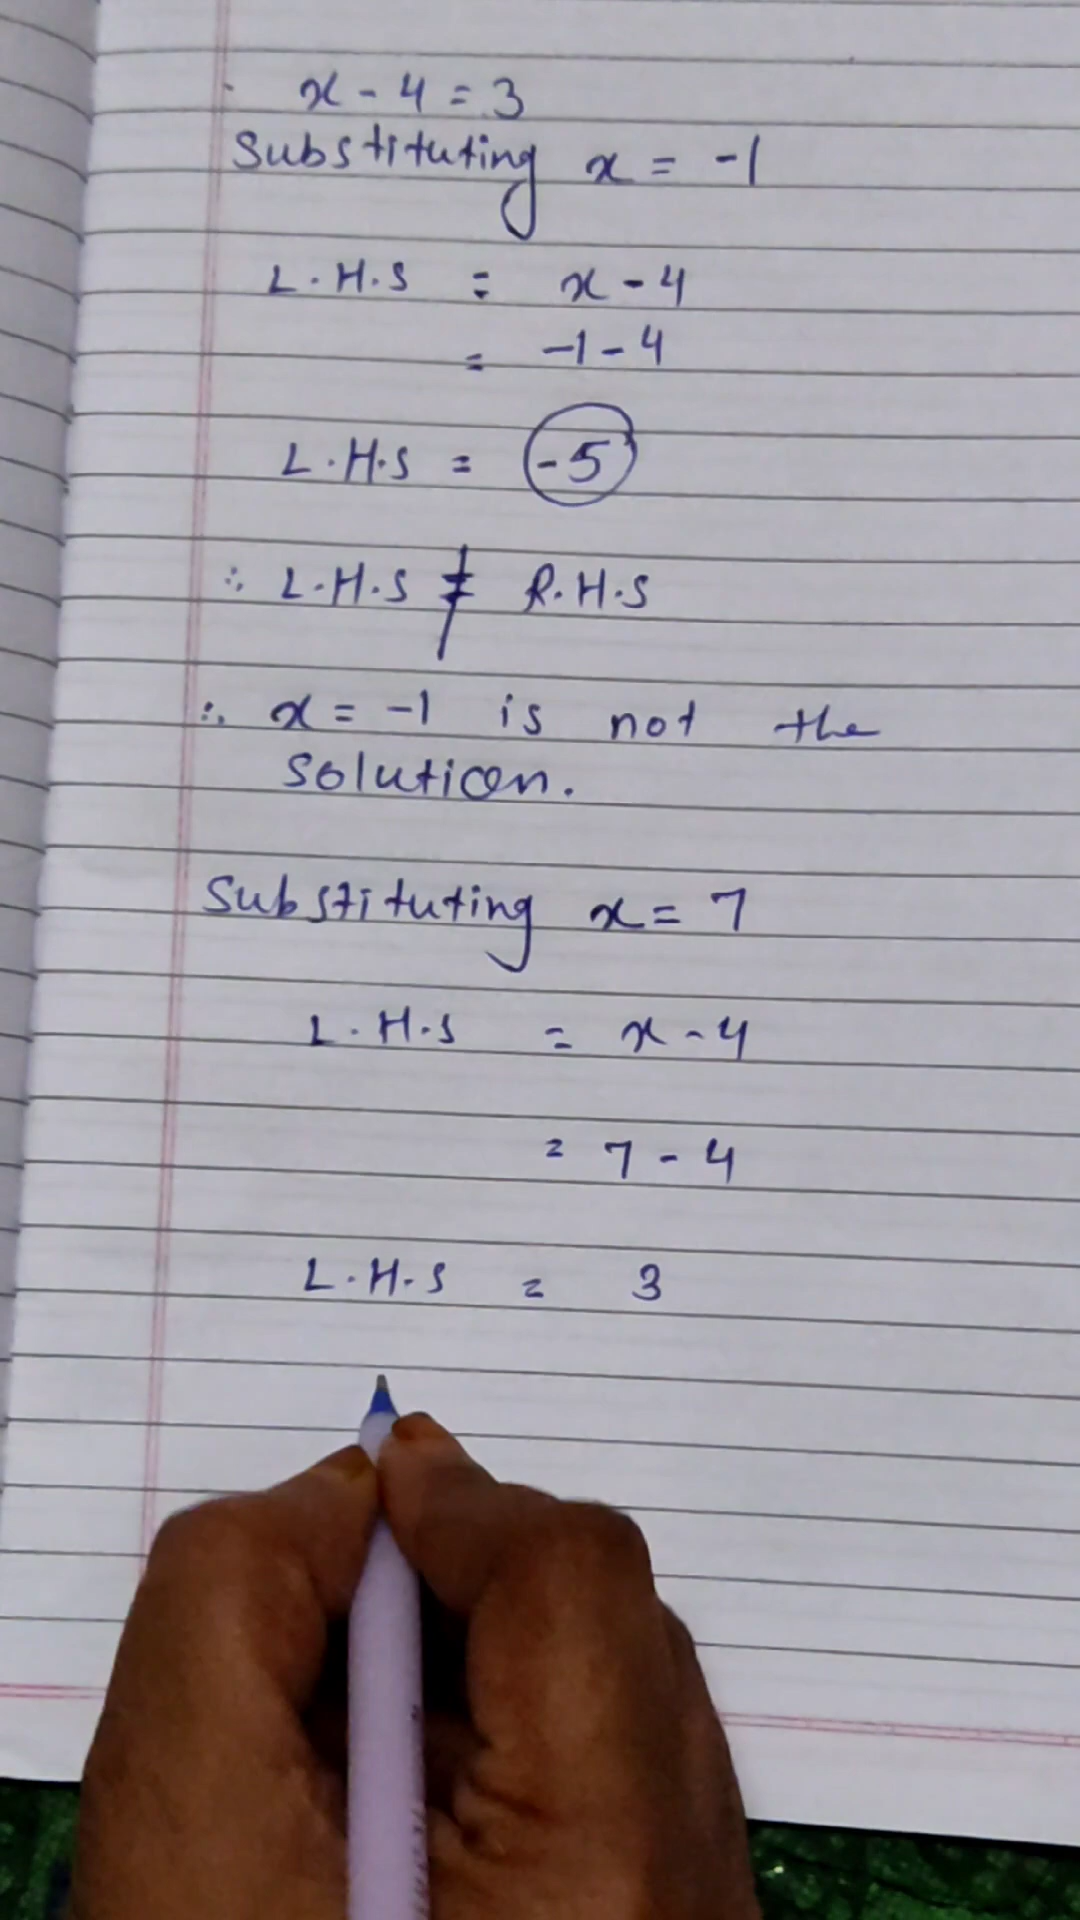 x - 4 = 3
Substituting x = -1
L.H.S = x - 4
= -1 - 4
L.H.S = -5
∴ L.H.S ≠ R.H.S
∴ x = -1 is not the
solution.
Substituting x = 7
L.H.S = x - 4
= 7 - 4
L.H.S = 3